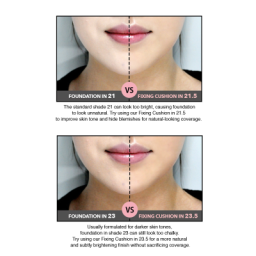 FOUNDATION IN 21 VS FIXING CUSHION IN 21.5
The standard shade 21 can look too bright, causing foundation
to look unnatural. Try using our Fixing Cushion in 21.5
to improve skin tone and hide blemishes for natural-looking coverage.
FOUNDATION IN 23 VS FIXING CUSHION IN 23.5
Usually formulated for darker skin tones,
foundation in shade 23 can still look too chalky.
Try using our Fixing Cushion in 23.5 for a more natural
and subtly brightening finish without sacrificing coverage.